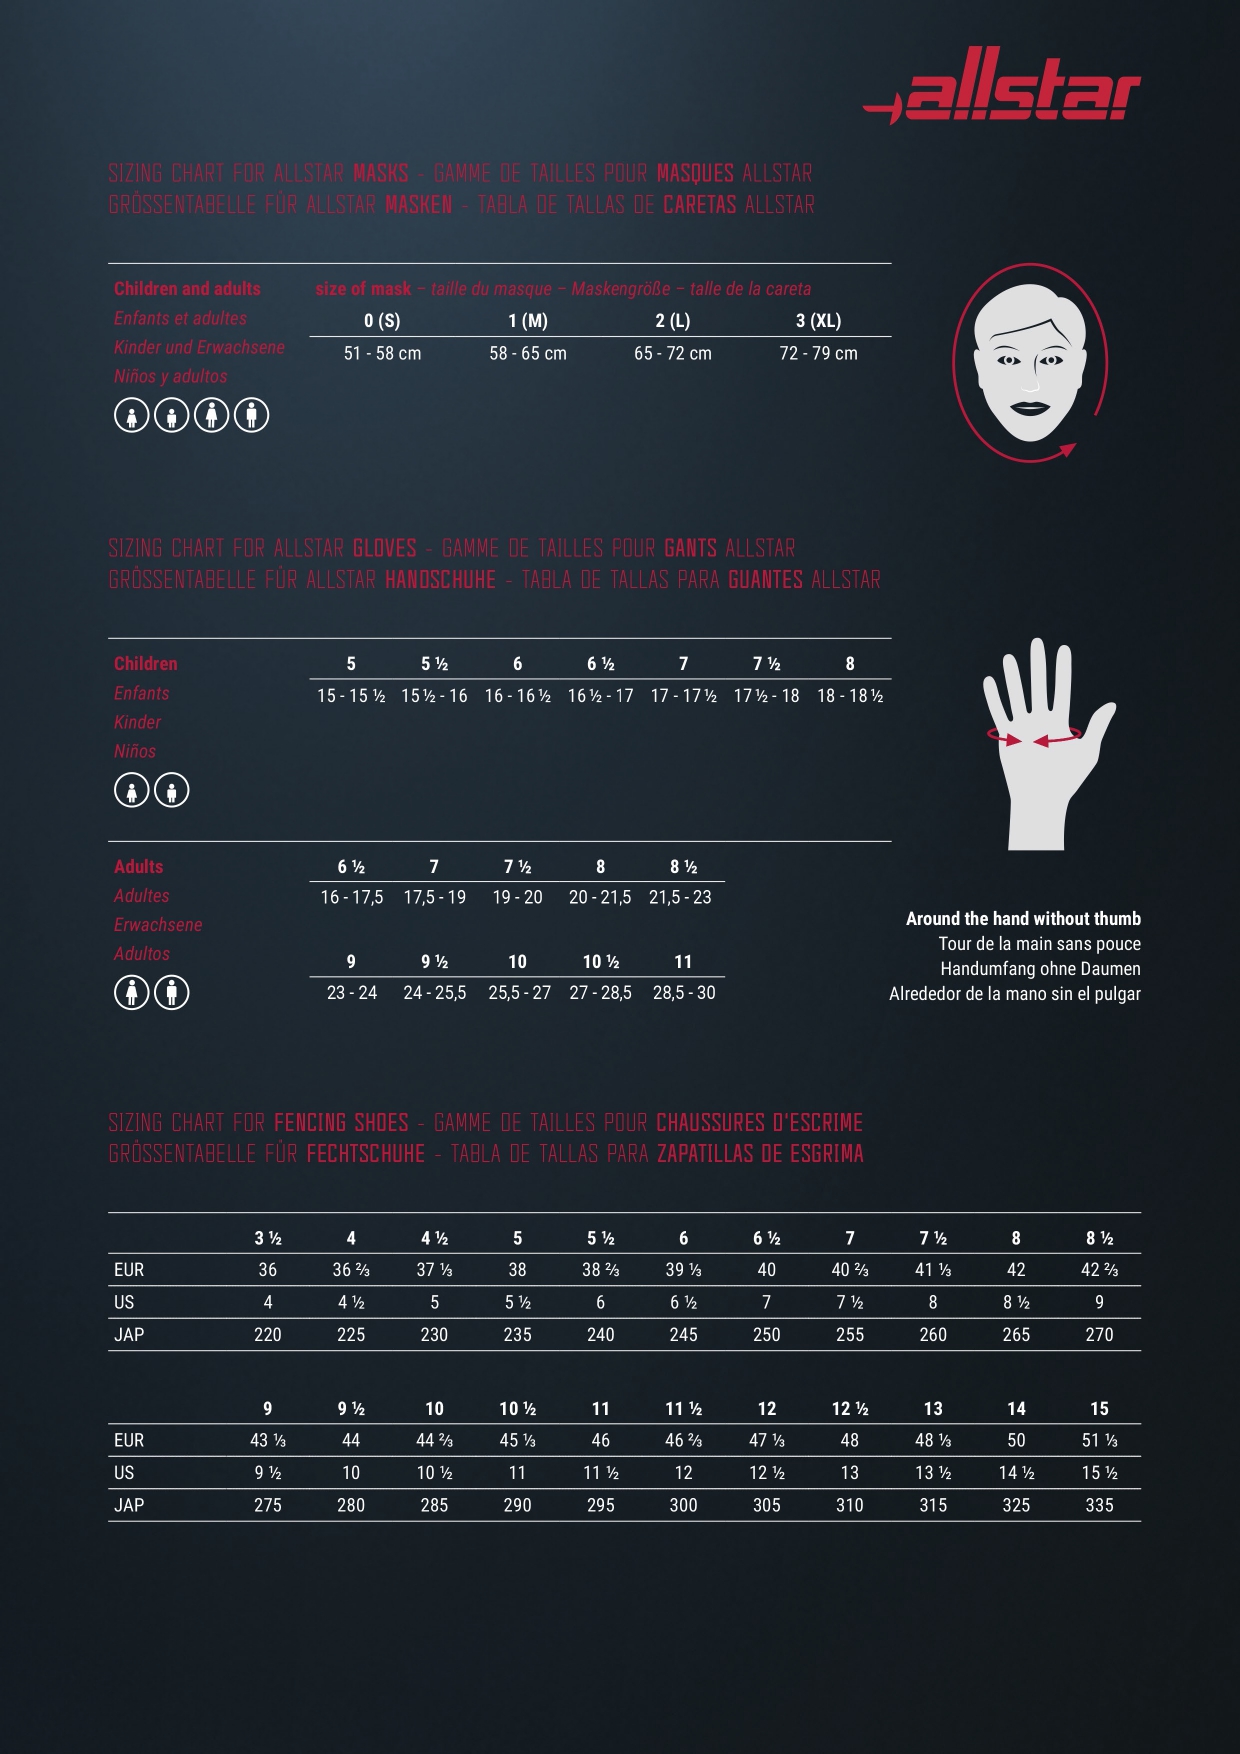 allstar
SIZING CHART FOR ALLSTAR MASKS - GAMME DE TAILLES POUR MASQUES ALLSTAR
GRÖSSENTABELLE FÜR ALLSTAR MASKEN - TABLA DE TALLAS DE CARETAS ALLSTAR
Children and adults size of mask – taille du masque – Maskengröße – talle de la careta
Enfants et adultes 0 (S) 1 (M) 2 (L) 3 (XL)
Kinder und Erwachsene 51 - 58 cm 58 - 65 cm 65 - 72 cm 72 - 79 cm
Niños y adultos
SIZING CHART FOR ALLSTAR GLOVES - GAMME DE TAILLES POUR GANTS ALLSTAR
GRÖSSENTABELLE FÜR ALLSTAR HANDSCHUHE - TABLA DE TALLAS PARA GUANTES ALLSTAR
Children 5 5 ½ 6 6 ½ 7 7 ½ 8
Enfants 15 - 15 ½ 15 ½ - 16 16 - 16 ½ 16 ½ - 17 17 - 17 ½ 17 ½ - 18 18 - 18 ½
Kinder
Niños
Adults 6 ½ 7 7 ½ 8 8 ½
Adultes 16 - 17,5 17,5 - 19 19 - 20 20 - 21,5 21,5 - 23
Erwachsene
Adultos 9 9 ½ 10 10 ½ 11
23 - 24 24 - 25,5 25,5 - 27 27 - 28,5 28,5 - 30
Around the hand without thumb
Tour de la main sans pouce
Handumfang ohne Daumen
Alrededor de la mano sin el pulgar
SIZING CHART FOR FENCING SHOES - GAMME DE TAILLES POUR CHAUSSURES D'ESCRIME
GRÖSSENTABELLE FÜR FECHTSCHUHE - TABLA DE TALLAS PARA ZAPATILLAS DE ESGRIMA
3 ½ 4 4 ½ 5 5 ½ 6 6 ½ 7 7 ½ 8 8 ½
EUR 36 36 ⅔ 37 ⅓ 38 38 ⅔ 39 ⅓ 40 40 ⅔ 41 ⅓ 42 42 ⅔
US 4 4 ½ 5 5 ½ 6 6 ½ 7 7 ½ 8 8 ½ 9
JAP 220 225 230 235 240 245 250 255 260 265 270
9 9 ½ 10 10 ½ 11 11 ½ 12 12 ½ 13 14 15
EUR 43 ⅓ 44 44 ⅔ 45 ⅓ 46 46 ⅔ 47 ⅓ 48 48 ⅓ 50 51 ⅓
US 9 ½ 10 10 ½ 11 11 ½ 12 12 ½ 13 13 ½ 14 ½ 15 ½
JAP 275 280 285 290 295 300 305 310 315 325 335